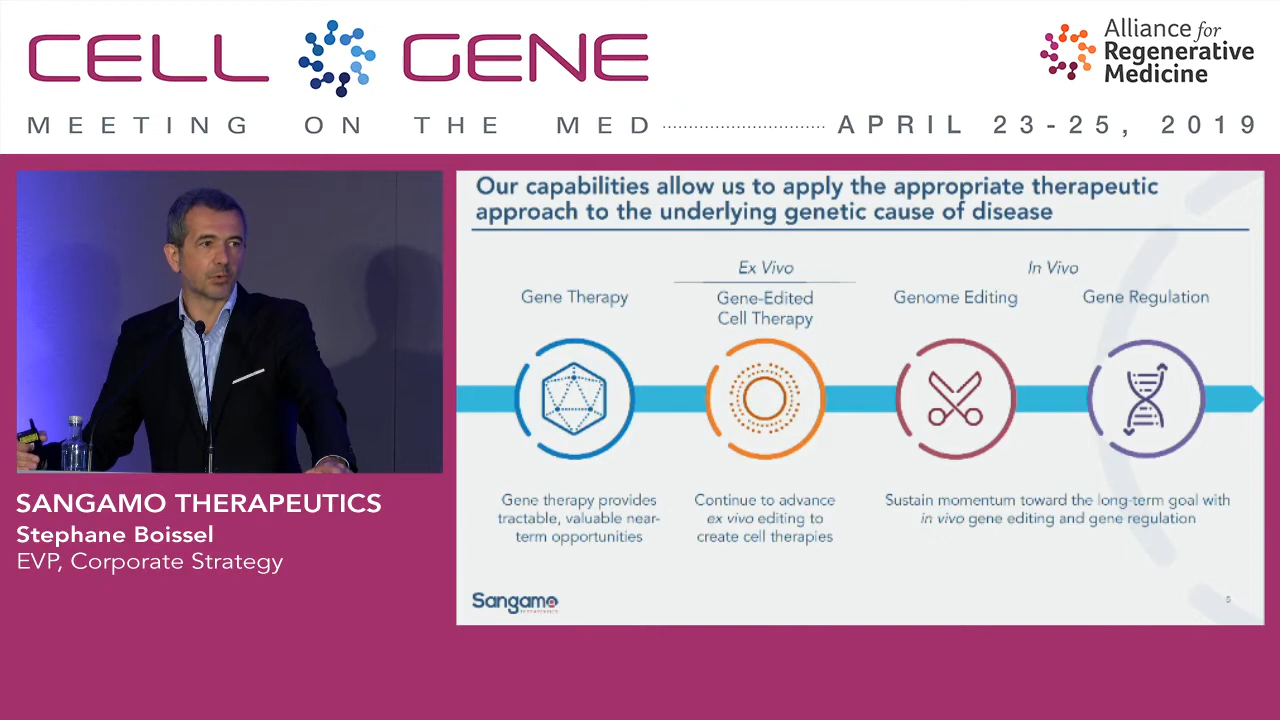 CELL GENE
Alliance for
Regenerative
Medicine
MEETING ON THE MED
APRIL 23-25, 2019
Our capabilities allow us to apply the appropriate therapeutic
approach to the underlying genetic cause of disease
Ex Vivo
In Vivo
Gene Therapy
Gene-Edited
Cell Therapy
Genome Editing
Gene Regulation
Gene therapy provides
tractable, valuable near-
term opportunities
Continue to advance
ex vivo editing to
create cell therapies
Sustain momentum toward the long-term goal with
in vivo gene editing and gene regulation
Sangamo
5
SANGAMO THERAPEUTICS
Stephane Boissel
EVP, Corporate Strategy